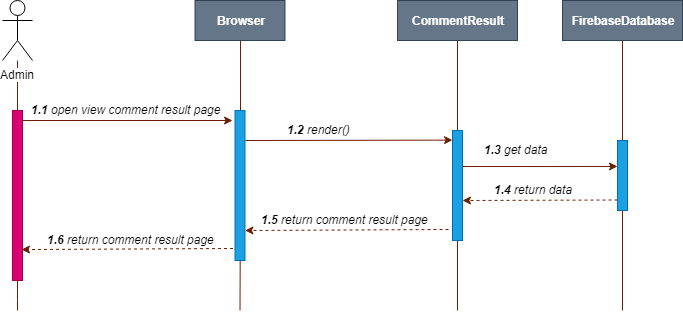 Browser
CommentResult
FirebaseDatabase
Admin
1.1 open view comment result page
1.2 render()
1.3 get data
1.4 return data
1.5 return comment result page
1.6 return comment result page